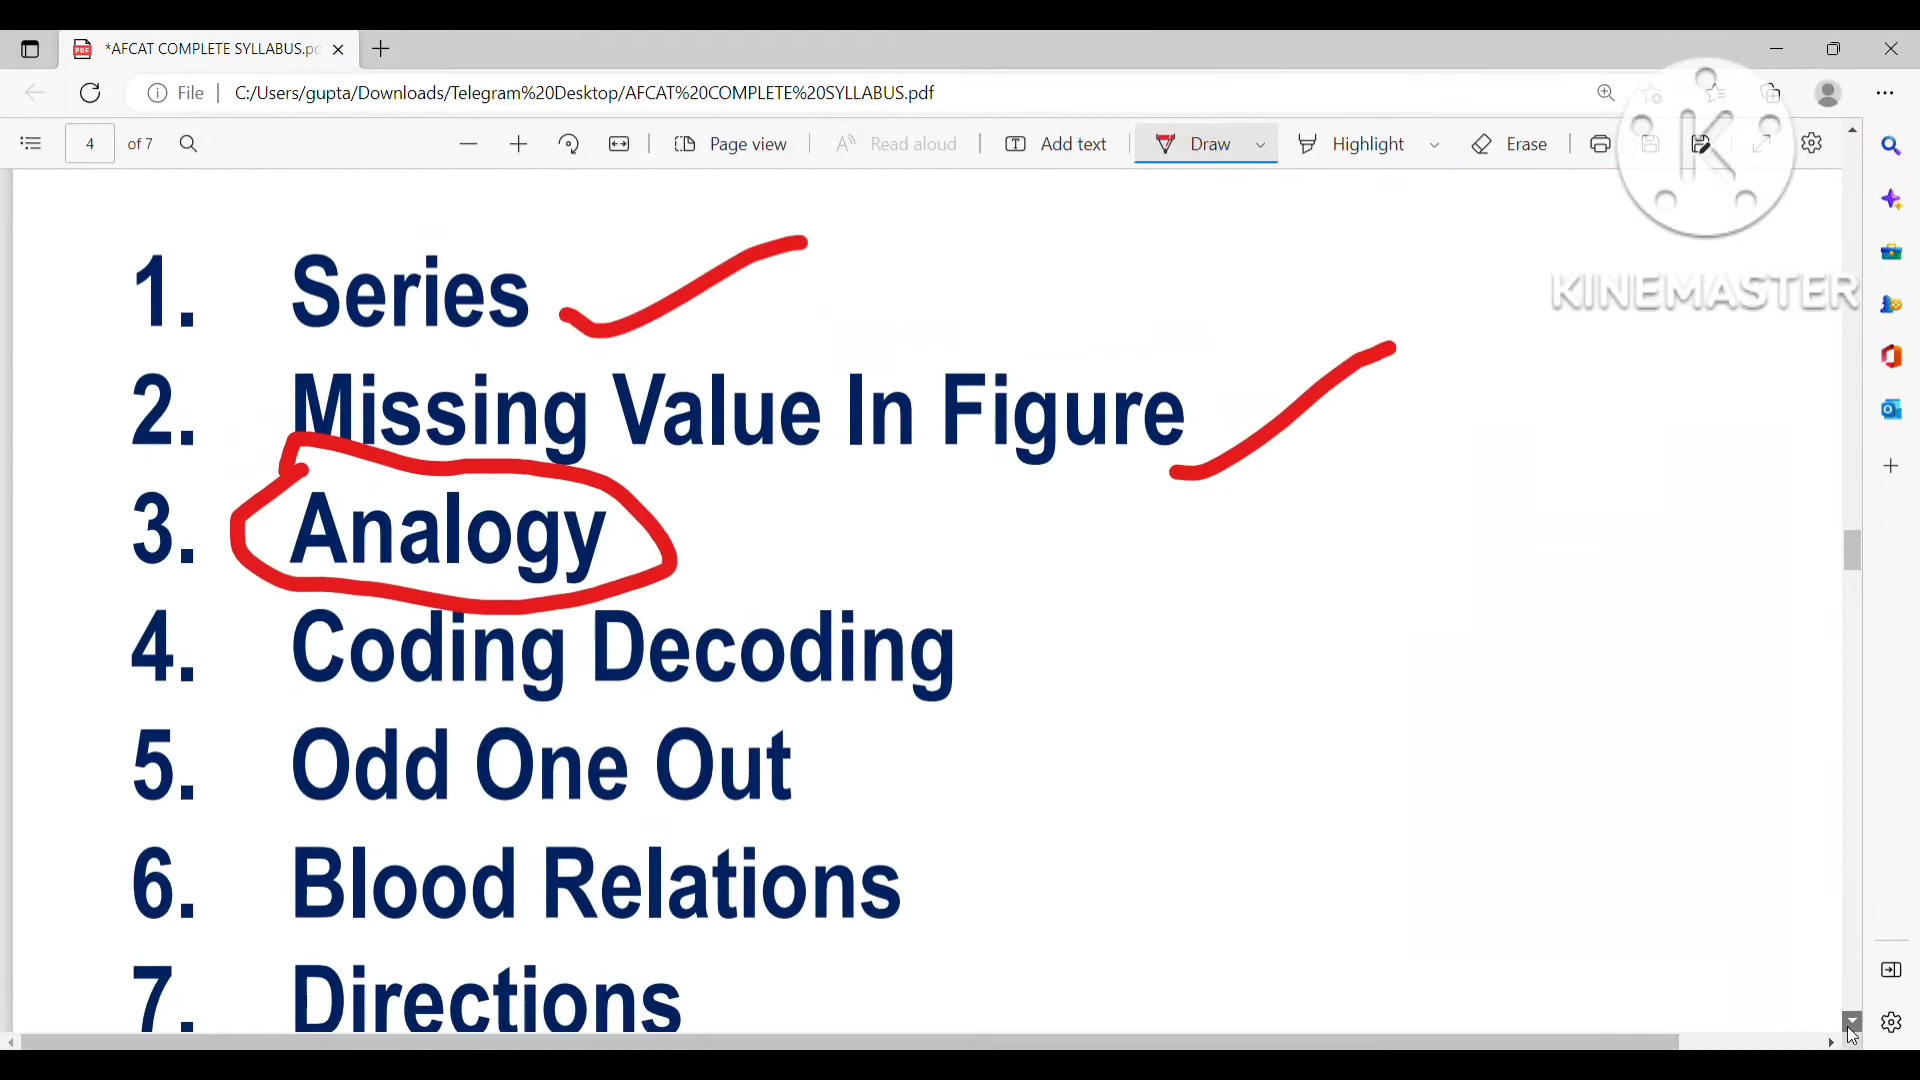 *AFCAT COMPLETE SYLLABUS.pd
File
C:/Users/gupta/Downloads/Telegram%20Desktop/AFCAT%20COMPLETE%20SYLLABUS.pdf
4 of 7
Page view
Read aloud
Add text
Draw
Highlight
Erase
K
KINEMASTER
1. Series
2. Missing Value In Figure
3. Analogy
4. Coding Decoding
5. Odd One Out
6. Blood Relations
7. Directions